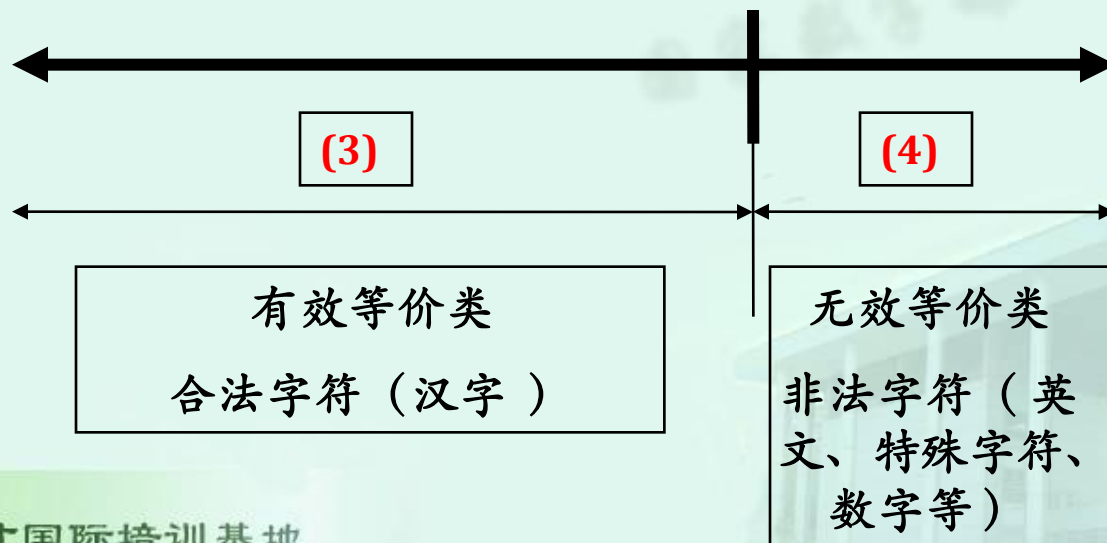 (3)
(4)
有效等价类
合法字符（汉字 ）
无效等价类
非法字符（ 英
文、特殊字符、
数字等）
国际培训基地